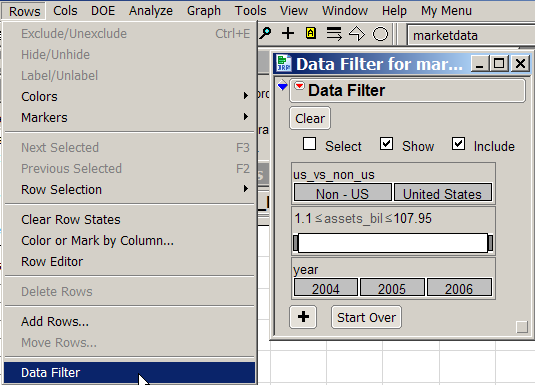 Rows Cols DOE Analyze Graph Tools View Window Help My Menu
Exclude/Unexclude Ctrl+E
Hide/Unhide
Label/Unlabel
Colors
Markers
Next Selected F3
Previous Selected F2
Row Selection
Clear Row States
Color or Mark by Column...
Row Editor
Delete Rows
Add Rows...
Move Rows...
Data Filter
marketdata
Data Filter for mar...
Data Filter
Clear
Select Show Include
us_vs_non_us
Non - US United States
1.1 ≤ assets_bil ≤ 107.95
year
2004 2005 2006
Start Over